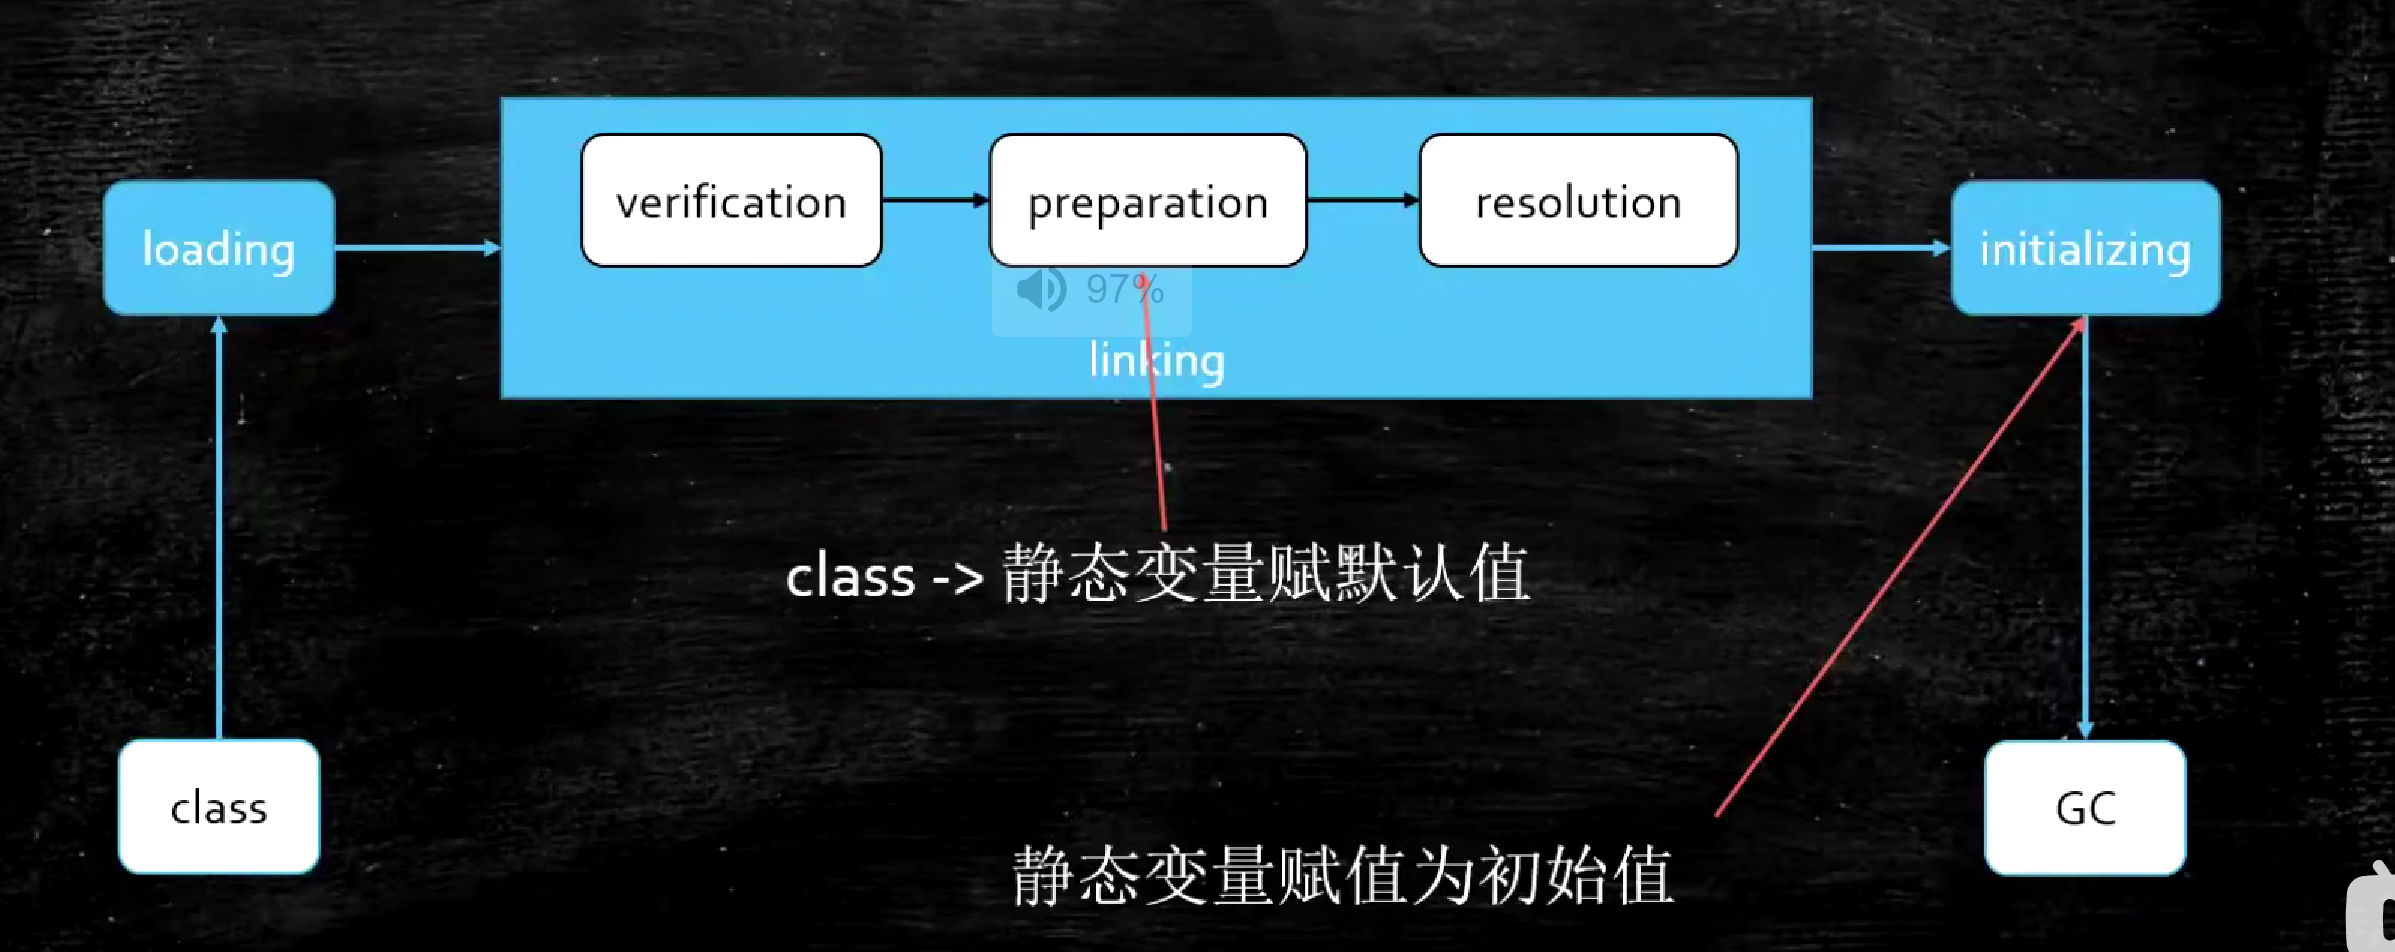 verification
preparation
resolution
loading
initializing
97%
linking
class -> 静态变量赋默认值
class
GC
静态变量赋值为初始值